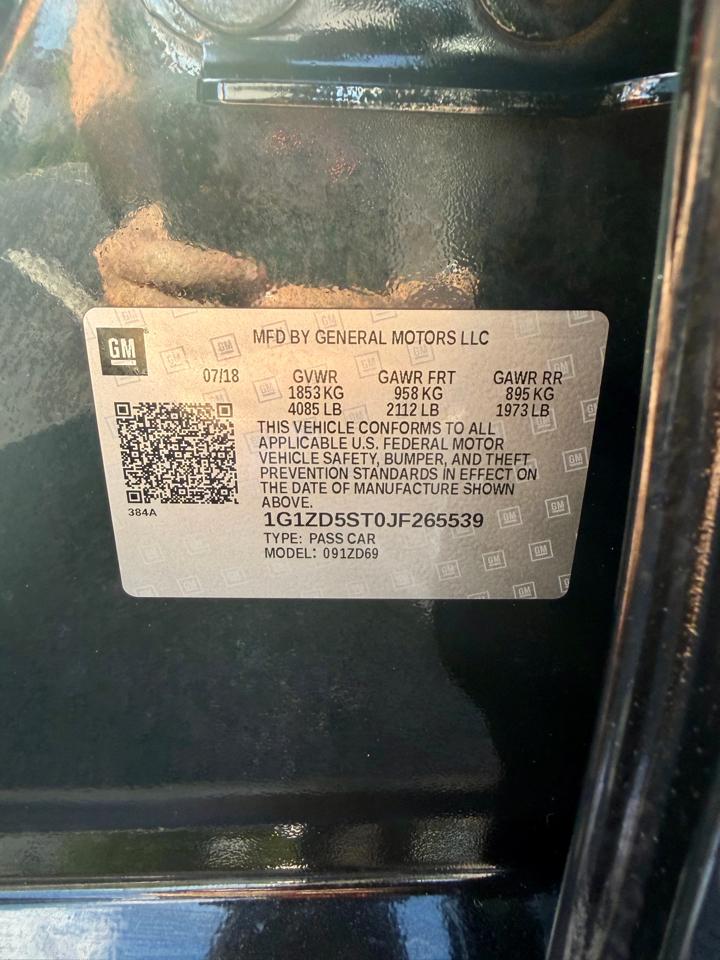 GM
MFD BY GENERAL MOTORS LLC
07/18 GVWR GAWR FRT GAWR RR
1853 KG 958 KG 895 KG
4085 LB 2112 LB 1973 LB
THIS VEHICLE CONFORMS TO ALL
APPLICABLE U.S. FEDERAL MOTOR
VEHICLE SAFETY, BUMPER, AND THEFT
PREVENTION STANDARDS IN EFFECT ON
THE DATE OF MANUFACTURE SHOWN
ABOVE.
384A
1G1ZD5ST0JF265539
TYPE: PASS CAR
MODEL: 091ZD69